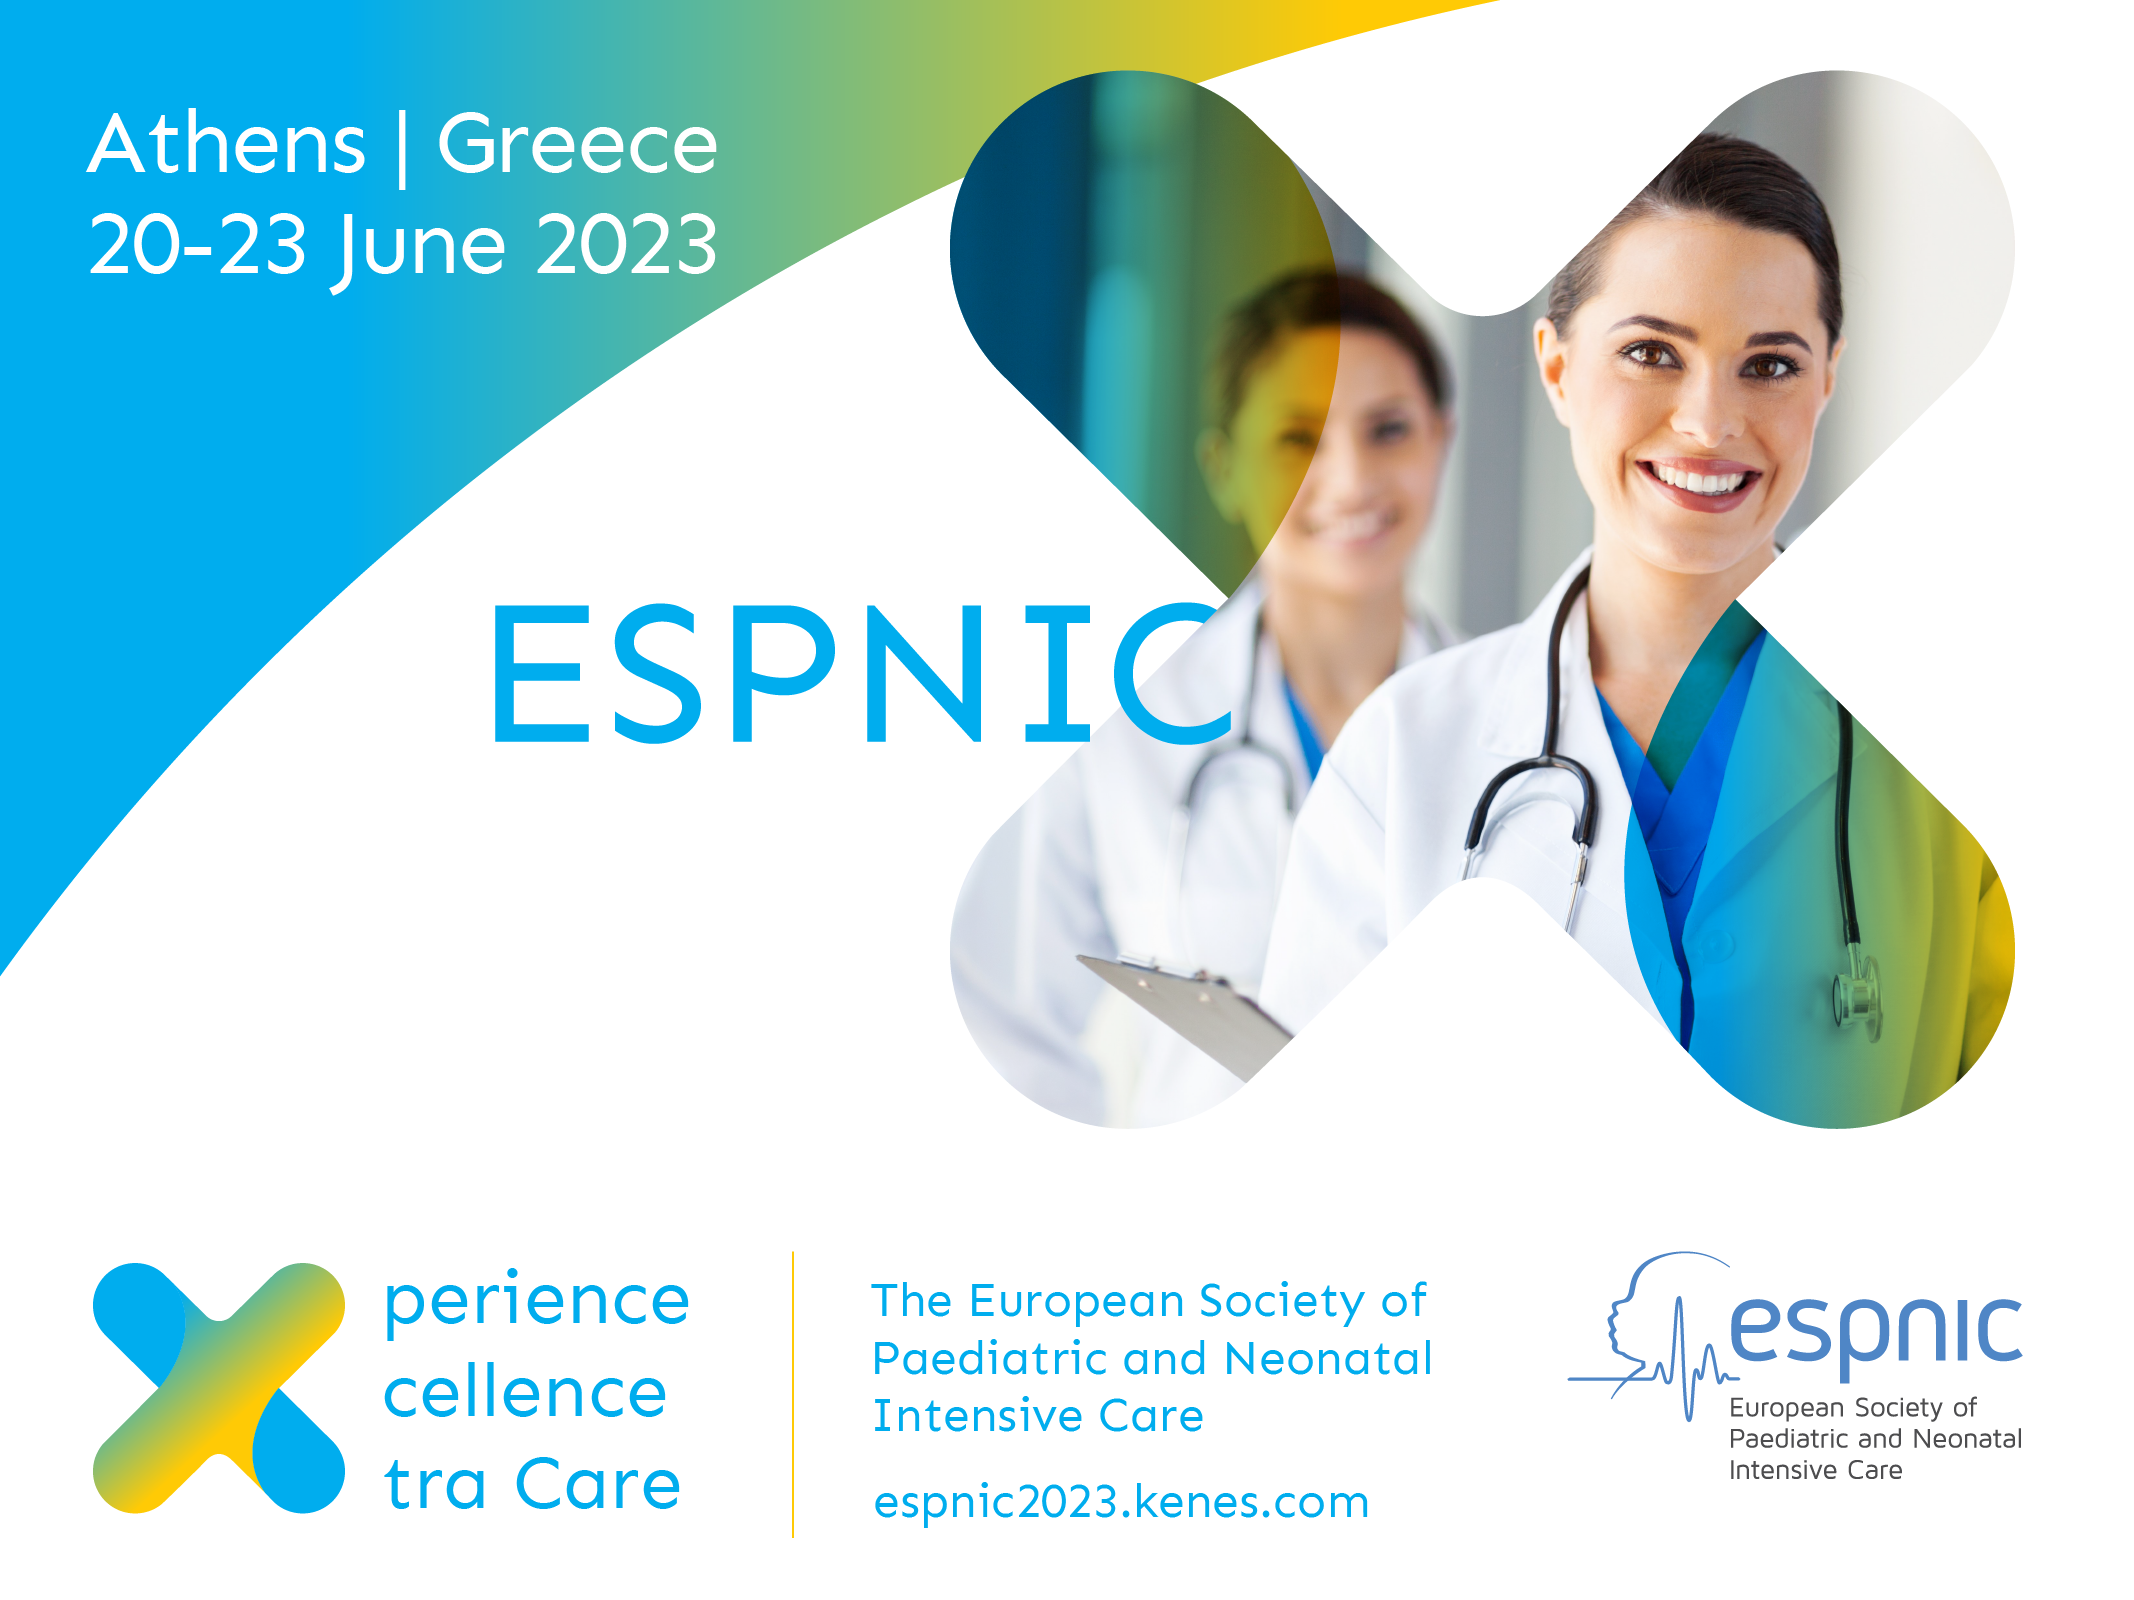 Athens | Greece
20-23 June 2023
ESPNIC
X perience
cellence
tra Care
The European Society of
Paediatric and Neonatal
Intensive Care
espnic2023.kenes.com
espnic
European Society of
Paediatric and Neonatal
Intensive Care